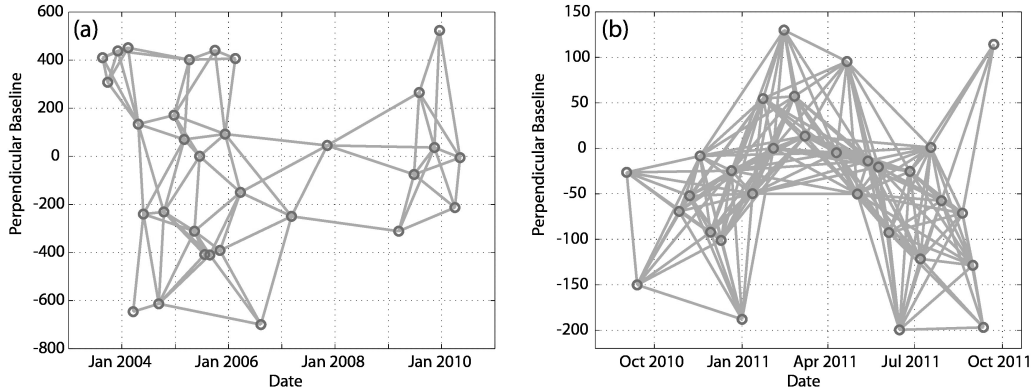 (a)
Perpendicular Baseline
600
400
200
0
-200
-400
-600
-800
Jan 2004 Jan 2006 Jan 2008 Jan 2010
Date
(b)
Perpendicular Baseline
150
100
50
0
-50
-100
-150
-200
Oct 2010 Jan 2011 Apr 2011 Jul 2011 Oct 2011
Date